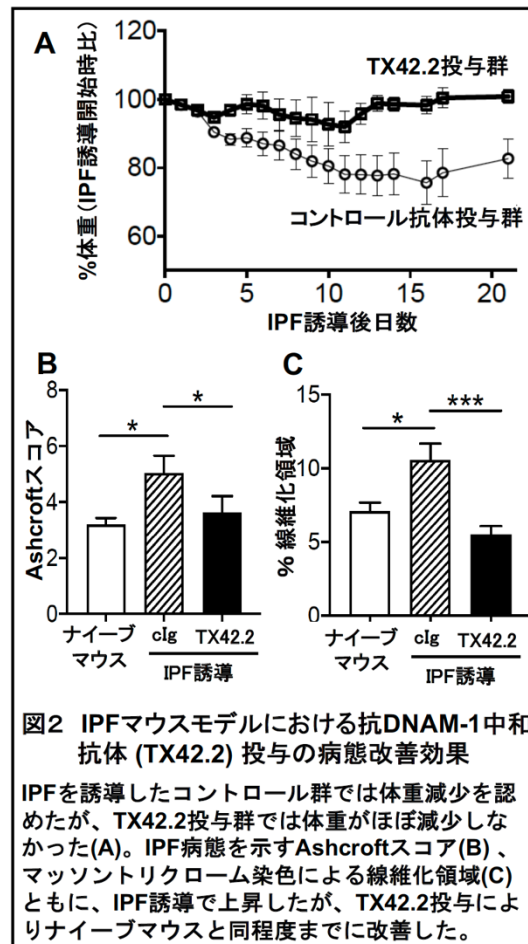 A
120
100
80
60
%体重(IPF誘導開始時比)
TX42.2投与群
コントロール抗体投与群
0 5 10 15 20
IPF誘導後日数
B
8
6
4
2
0
Ashcroftスコア
*
*
ナイーブ
マウス
cIg
TX42.2
IPF誘導
C
15
10
5
0
% 線維化領域
*
***
ナイーブ
マウス
cIg
TX42.2
IPF誘導
図2 IPFマウスモデルにおける抗DNAM-1中和
抗体 (TX42.2) 投与の病態改善効果
IPFを誘導したコントロール群では体重減少を認
めたが、TX42.2投与群では体重がほぼ減少しな
かった(A)。IPF病態を示すAshcroftスコア(B) 、
マッソントリクローム染色による線維化領域(C)
ともに、IPF誘導で上昇したが、TX42.2投与によ
りナイーブマウスと同程度までに改善した。